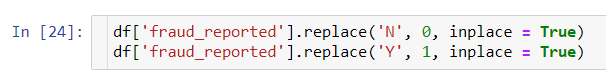 In [24]: df['fraud_reported'].replace('N', 0, inplace = True)
df['fraud_reported'].replace('Y', 1, inplace = True)